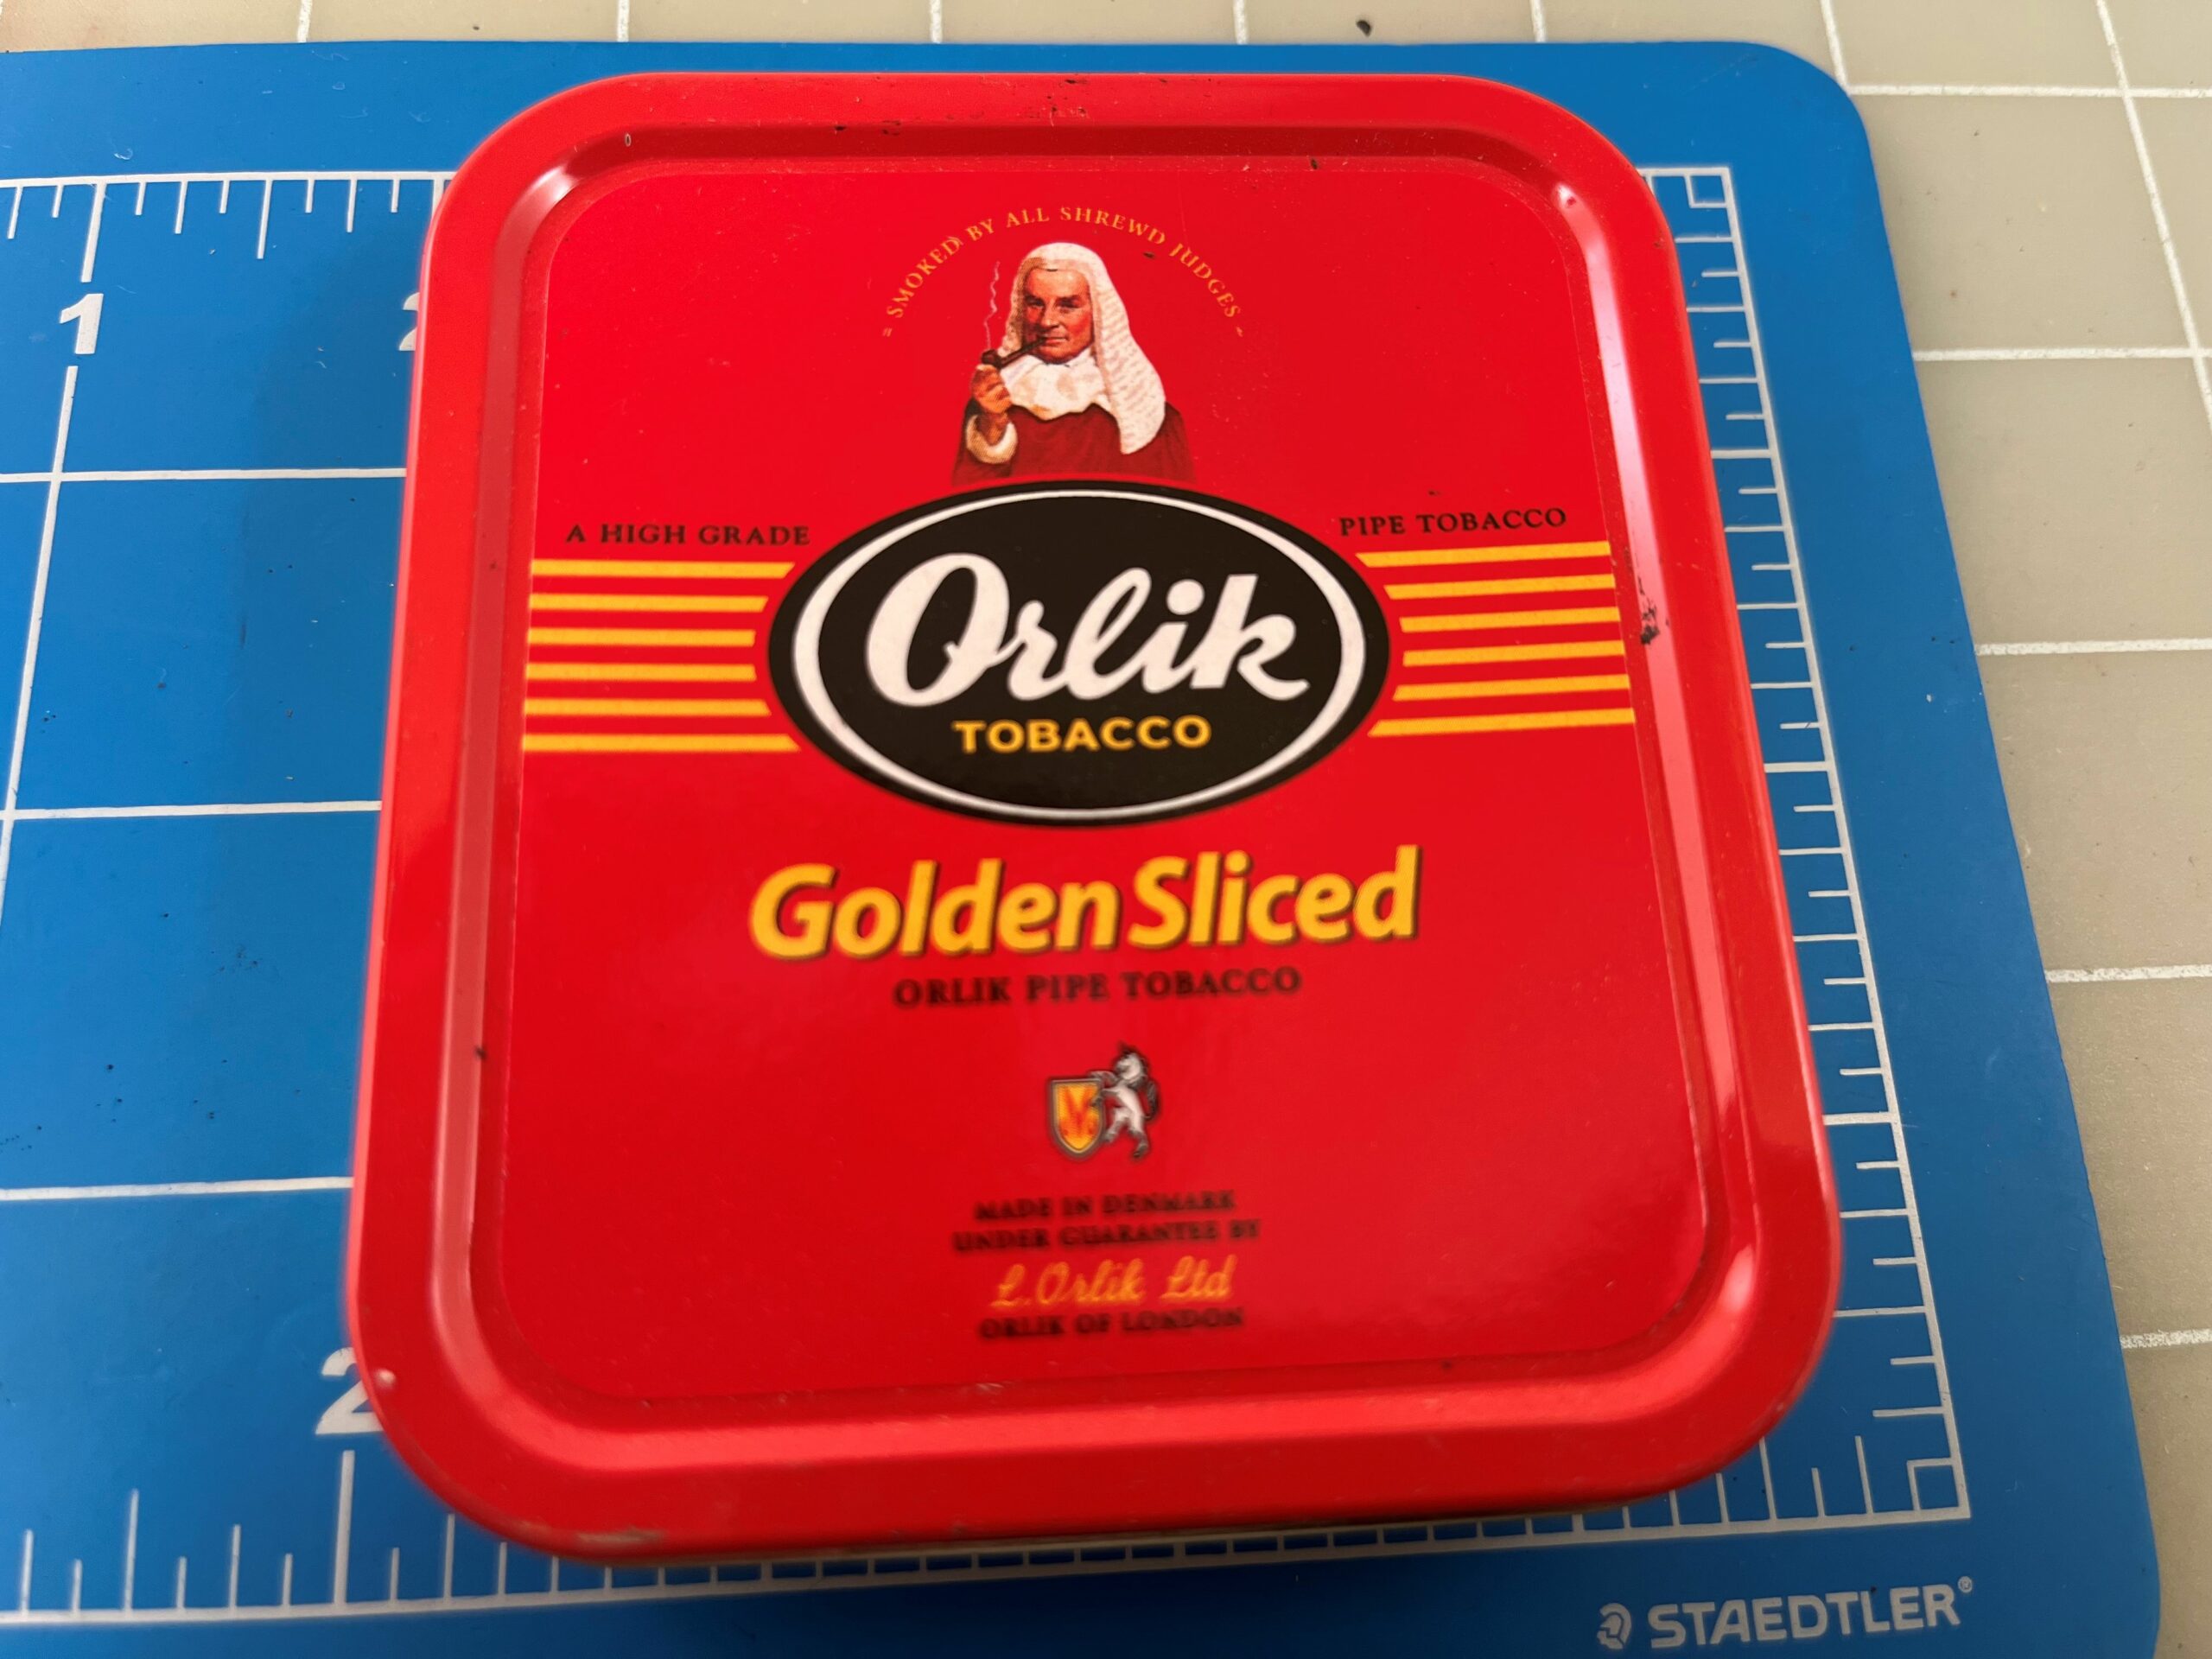 SMOKED BY ALL SHREWD JUDGES
A HIGH GRADE
PIPE TOBACCO
Orlik
TOBACCO
Golden Sliced
ORLIK PIPE TOBACCO
MADE IN DENMARK
UNDER GUARANTEE BY
L. Orlik Ltd
ORLIK OF LONDON
1
2
2
STAEDTLER®